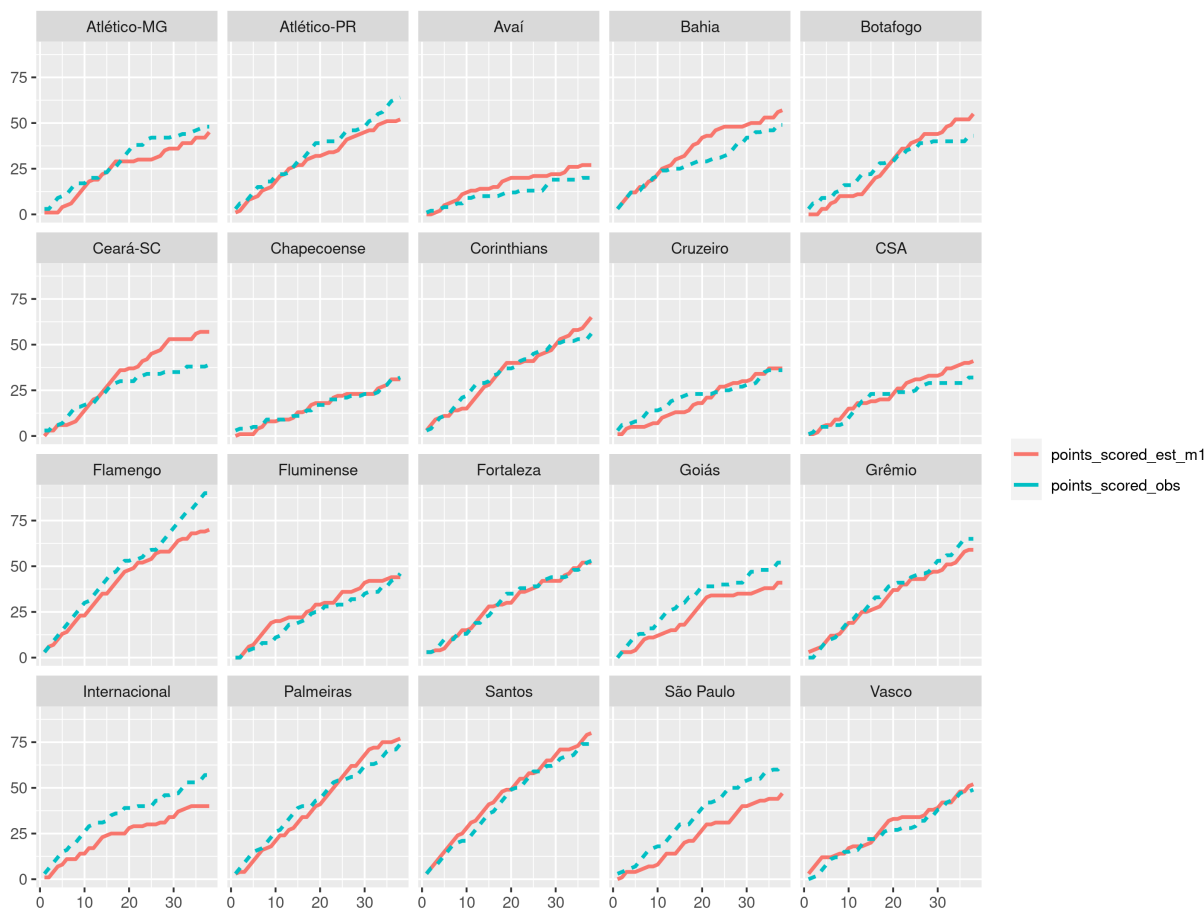 Atlético-MG Atlético-PR Avaí Bahia Botafogo
75
50
25
0
Ceará-SC Chapecoense Corinthians Cruzeiro CSA
75
50
25
0
points_scored_est_m1
points_scored_obs
Flamengo Fluminense Fortaleza Goiás Grêmio
75
50
25
0
Internacional Palmeiras Santos São Paulo Vasco
75
50
25
0
0 10 20 30 0 10 20 30 0 10 20 30 0 10 20 30 0 10 20 30